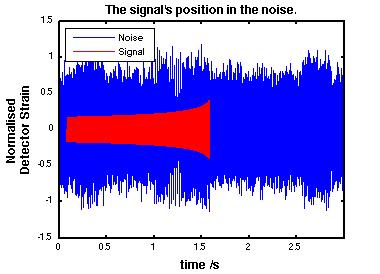 The signal's position in the noise.
Noise
Signal
Normalised
Detector Strain
1.5
1
0.5
0
-0.5
-1
-1.5
0 0.5 1 1.5 2 2.5
time /s